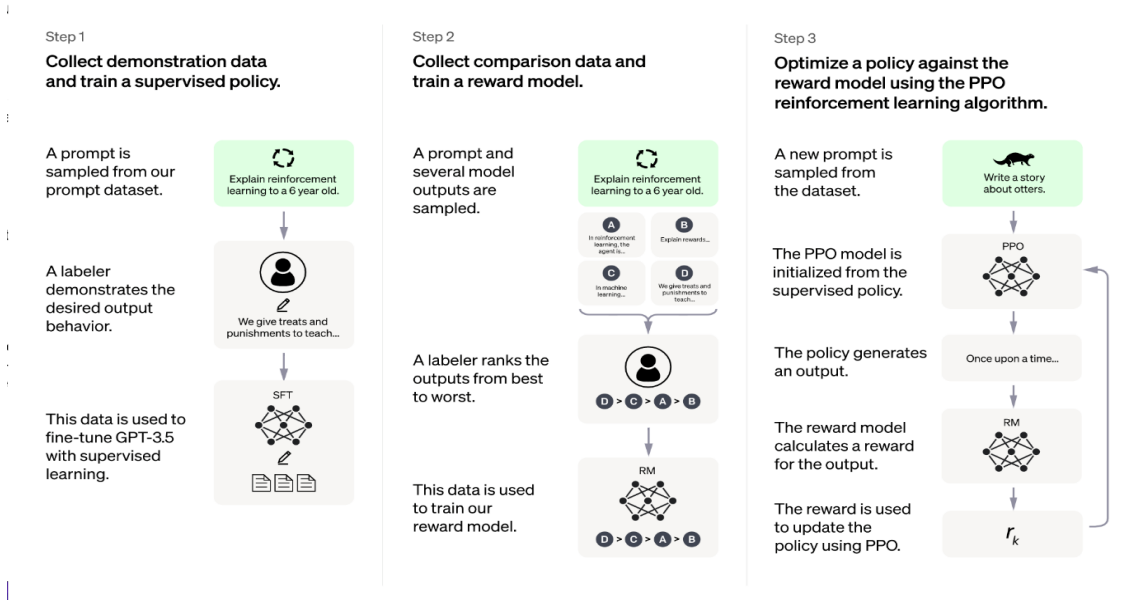 Step 1
Collect demonstration data
and train a supervised policy.
A prompt is
sampled from our
prompt dataset.
Explain reinforcement
learning to a 6 year old.
A labeler
demonstrates the
desired output
behavior.
We give treats and
punishments to teach...
This data is used to
fine-tune GPT-3.5
with supervised
learning.
SFT
Step 2
Collect comparison data and
train a reward model.
A prompt and
several model
outputs are
sampled.
Explain reinforcement
learning to a 6 year old.
A
In reinforcement
learning, the
agent is...
B
Explain rewards...
C
In machine
learning...
D
We give treats and
punishments to
teach...
A labeler ranks the
outputs from best
to worst.
D > C > A > B
This data is used
to train our
reward model.
RM
D > C > A > B
Step 3
Optimize a policy against the
reward model using the PPO
reinforcement learning algorithm.
A new prompt is
sampled from
the dataset.
Write a story
about otters.
The PPO model is
initialized from the
supervised policy.
PPO
The policy generates
an output.
Once upon a time...
The reward model
calculates a reward
for the output.
RM
The reward is used
to update the
policy using PPO.
rk